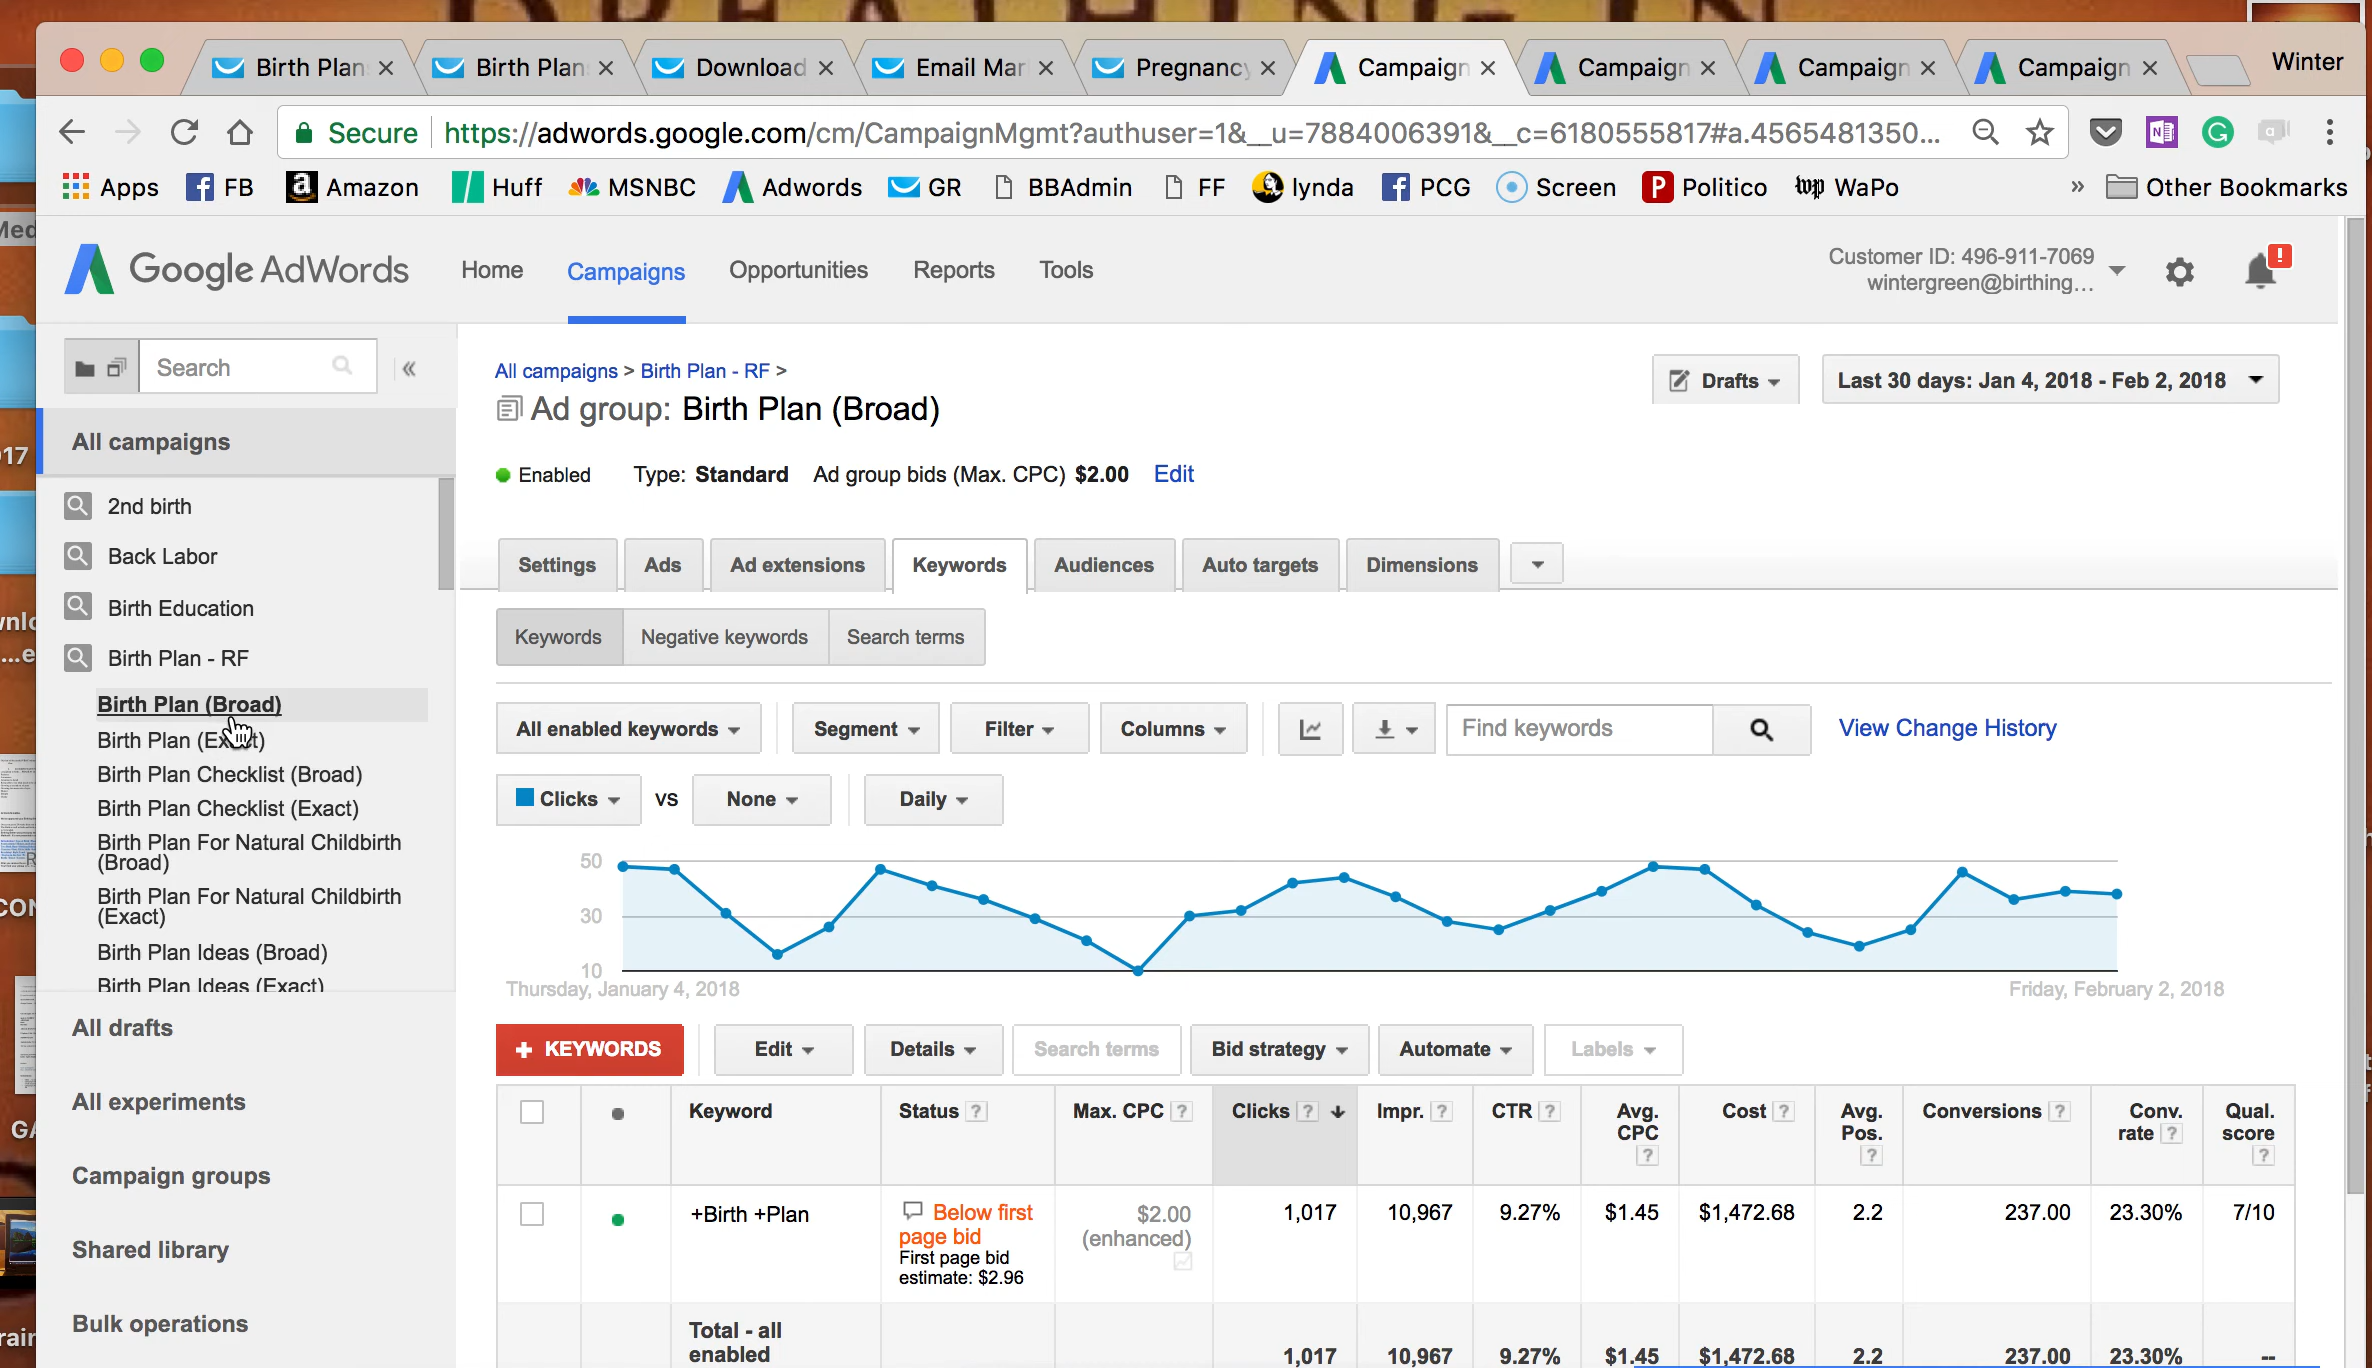 Birth Plan
Birth Plan
Download
Email Mar
Pregnancy
Campaign
Campaign
Campaign
Campaign
Winter
Secure
https://adwords.google.com/cm/CampaignMgmt?authuser=1&__u=7884006391&__c=6180555817#a.4565481350...
Apps
FB
Amazon
Huff
MSNBC
Adwords
GR
BBAdmin
FF
lynda
PCG
Screen
Politico
WaPo
»
Other Bookmarks
Google AdWords
Home
Campaigns
Opportunities
Reports
Tools
Customer ID: 496-911-7069
wintergreen@birthing...
Search
«
All campaigns
2nd birth
Back Labor
Birth Education
Birth Plan - RF
Birth Plan (Broad)
Birth Plan (Exact)
Birth Plan Checklist (Broad)
Birth Plan Checklist (Exact)
Birth Plan For Natural Childbirth
(Broad)
Birth Plan For Natural Childbirth
(Exact)
Birth Plan Ideas (Broad)
Birth Plan Ideas (Exact)
All drafts
All experiments
Campaign groups
Shared library
Bulk operations
All campaigns > Birth Plan - RF >
Ad group: Birth Plan (Broad)
Drafts
Last 30 days: Jan 4, 2018 - Feb 2, 2018
Enabled Type: Standard Ad group bids (Max. CPC) $2.00 Edit
Settings
Ads
Ad extensions
Keywords
Audiences
Auto targets
Dimensions
Keywords
Negative keywords
Search terms
All enabled keywords
Segment
Filter
Columns
Find keywords
View Change History
Clicks
VS
None
Daily
50
30
10
Thursday, January 4, 2018
Friday, February 2, 2018
+ KEYWORDS
Edit
Details
Search terms
Bid strategy
Automate
Labels
Keyword
Status ?
Max. CPC ?
Clicks ?
Impr. ?
CTR ?
Avg.
CPC
?
Cost ?
Avg.
Pos.
?
Conversions ?
Conv.
rate ?
Qual.
score
?
+Birth +Plan
Below first
page bid
First page bid
estimate: $2.96
$2.00
(enhanced)
1,017
10,967
9.27%
$1.45
$1,472.68
2.2
237.00
23.30%
7/10
Total - all
enabled
1,017
10,967
9.27%
$1.45
$1,472.68
2.2
237.00
23.30%
--